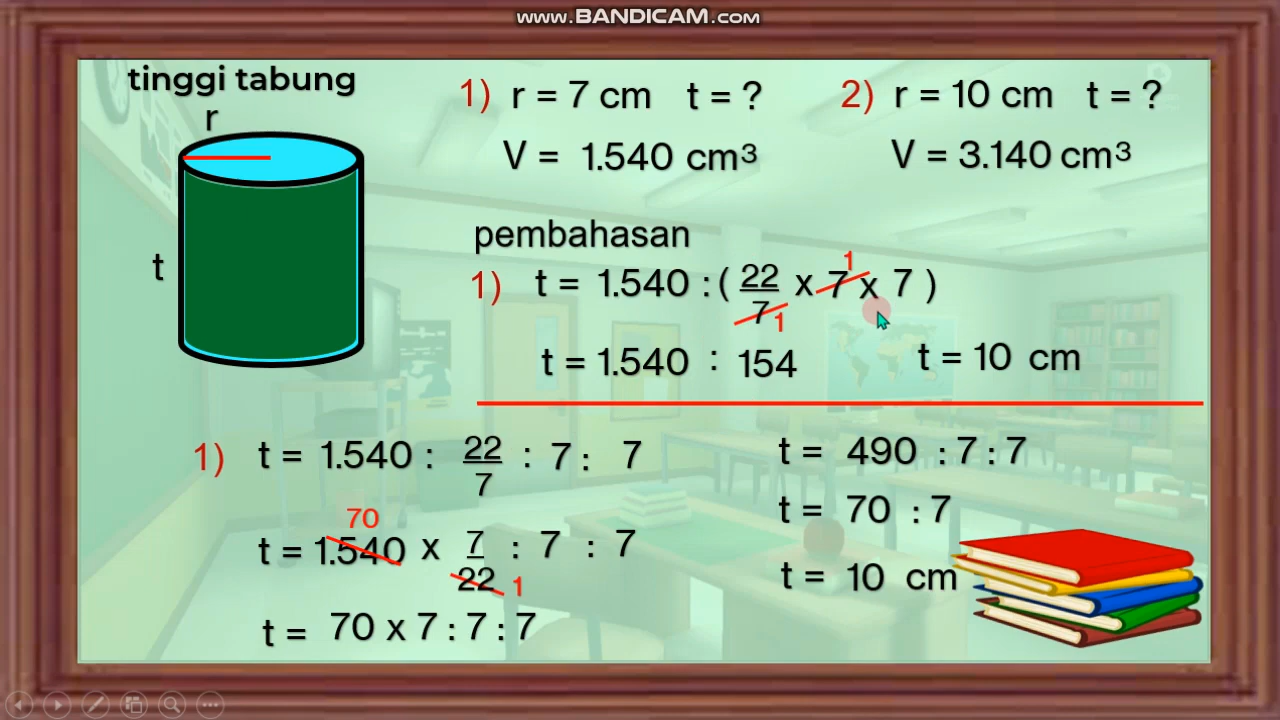 www.BANDICAM.com
tinggi tabung
r
t
1) r = 7 cm t = ?
V = 1.540 cm³
2) r = 10 cm t = ?
V = 3.140 cm³
pembahasan
1) t = 1.540 : ( 22/7 x 7 x 7 )
1
1
t = 1.540 : 154
t = 10 cm
1) t = 1.540 : 22/7 : 7 : 7
70
t = 1.540 x 7/22 : 7 : 7
1
t = 70 x 7 : 7 : 7
t = 490 : 7 : 7
t = 70 : 7
t = 10 cm